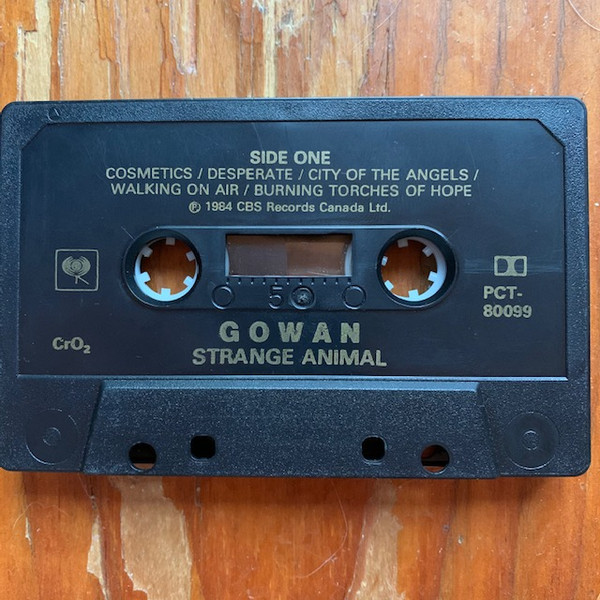 SIDE ONE
COSMETICS / DESPERATE / CITY OF THE ANGELS /
WALKING ON AIR / BURNING TORCHES OF HOPE
℗ 1984 CBS Records Canada Ltd.
50
PCT-
80099
CrO₂
GOWAN
STRANGE ANIMAL